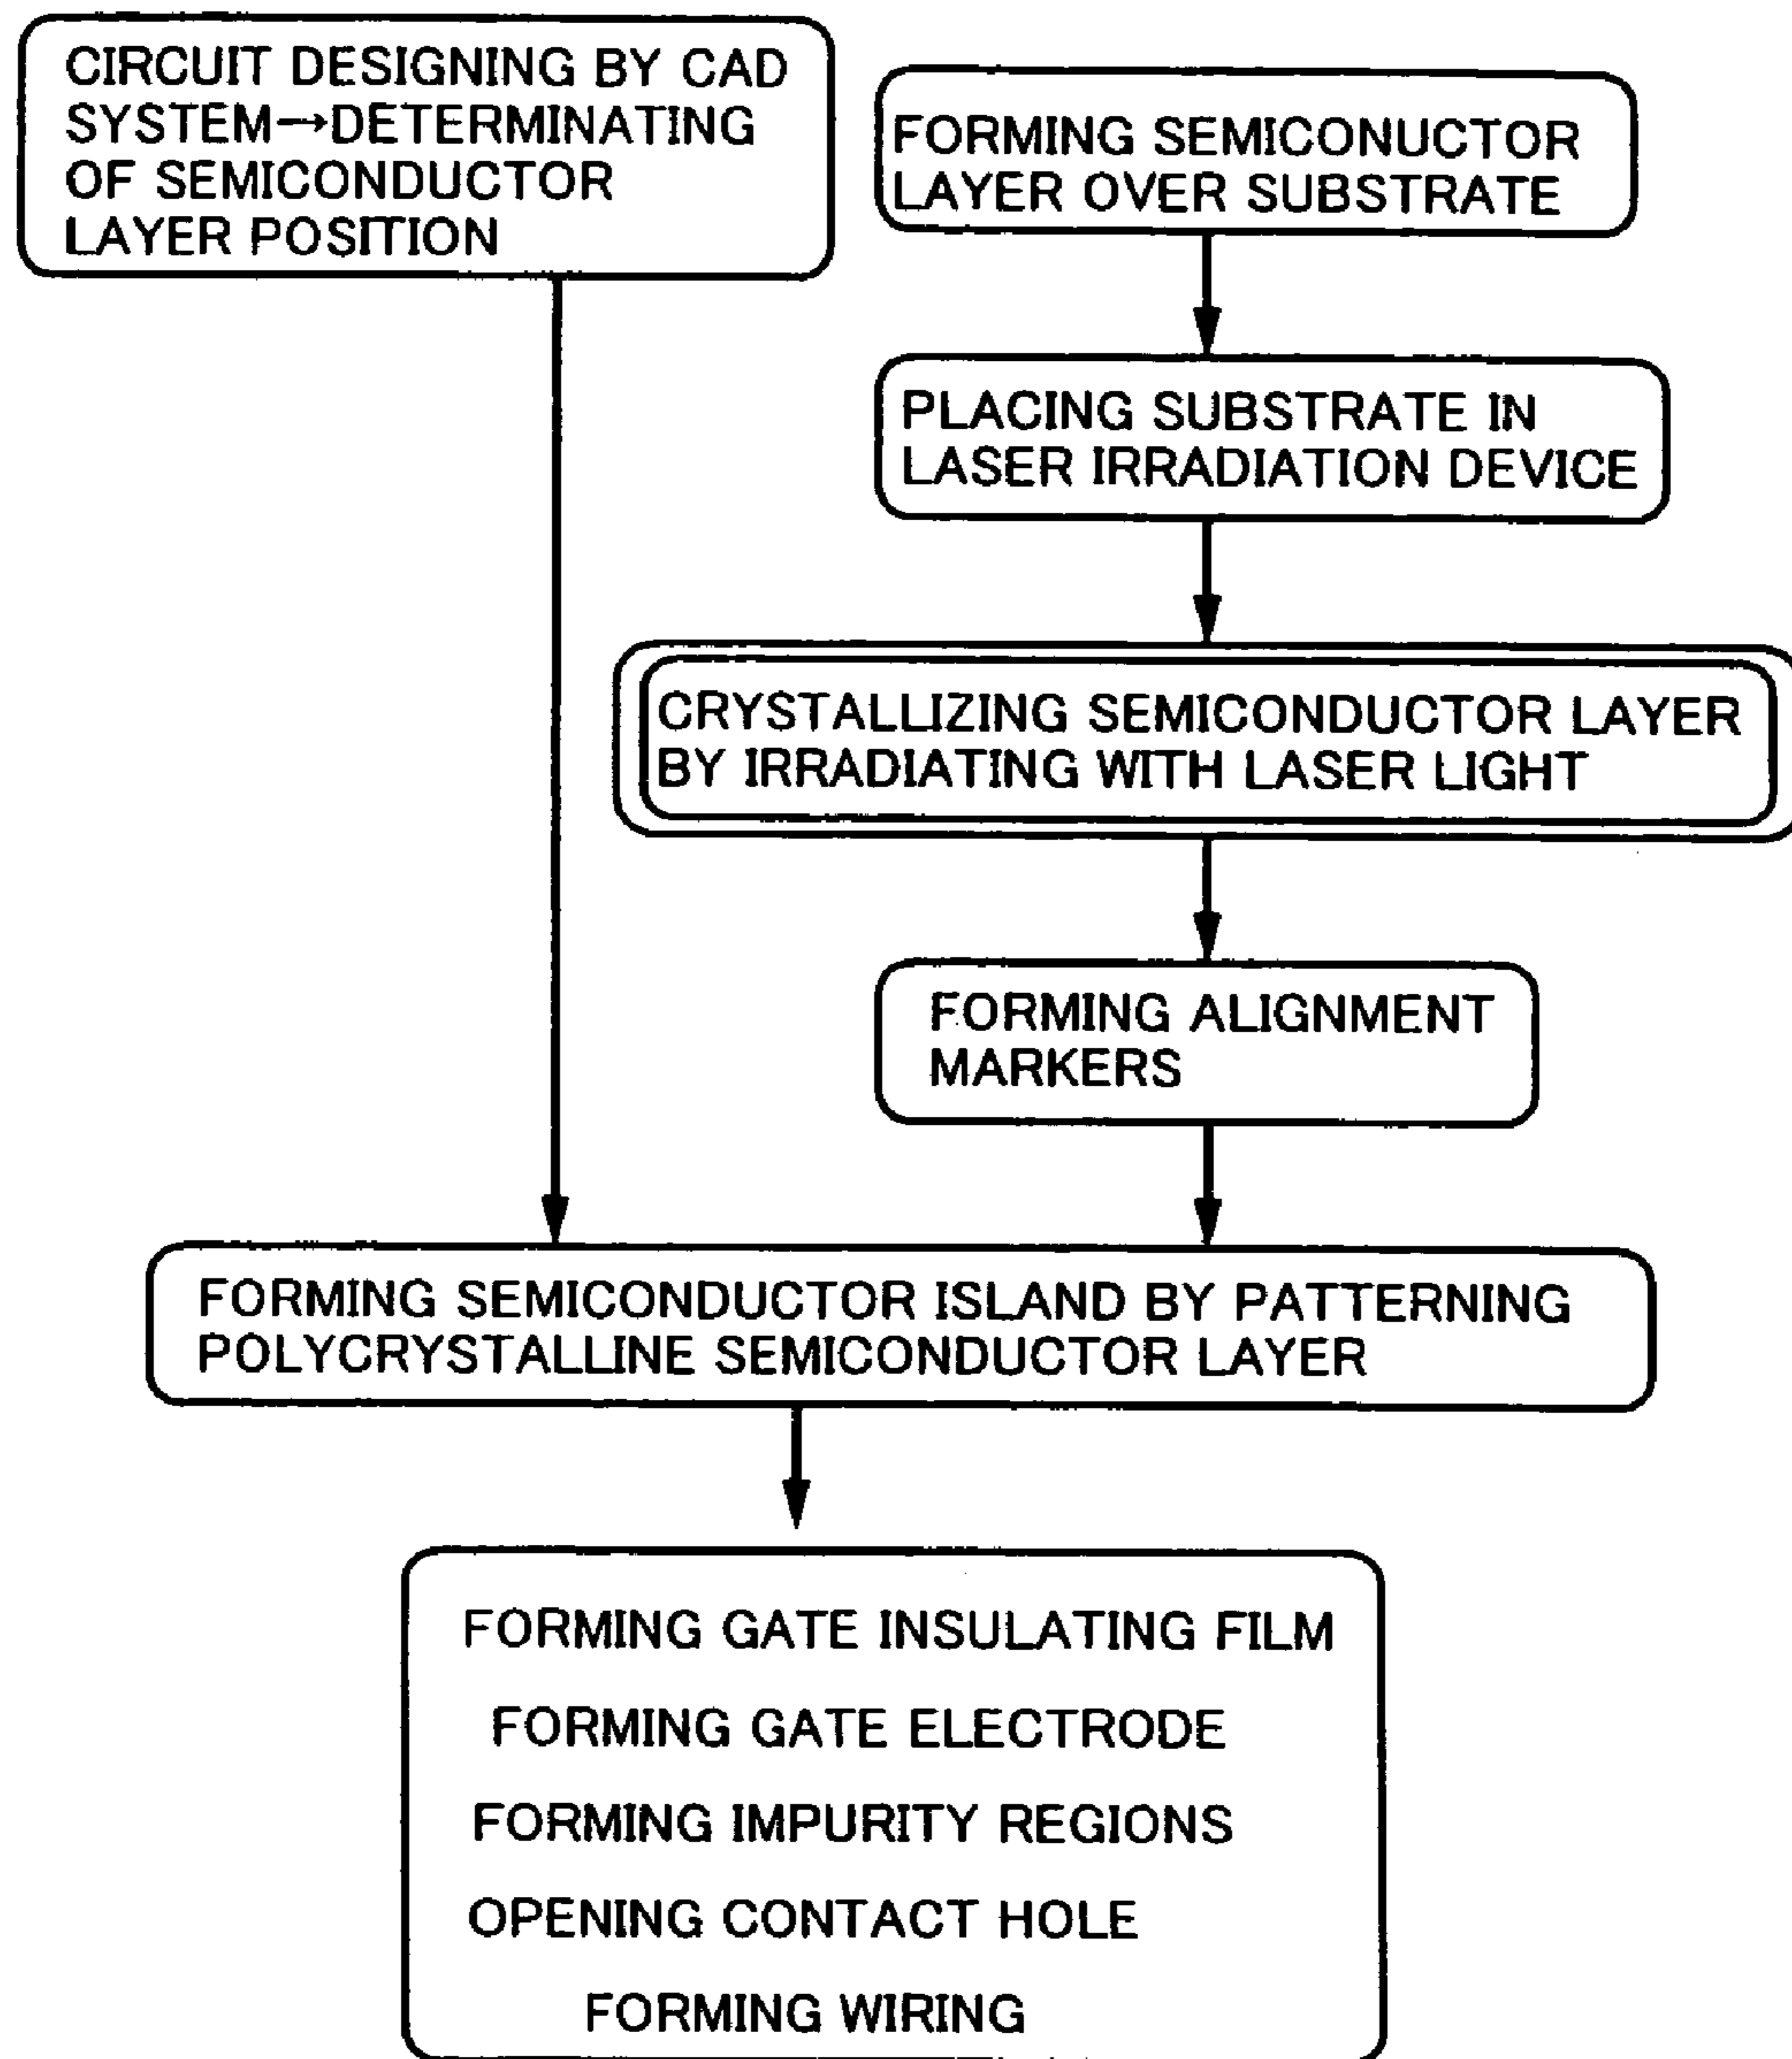 CIRCUIT DESIGNING BY CAD
SYSTEM→DETERMINATING
OF SEMICONDUCTOR
LAYER POSITION
FORMING SEMICONUCTOR
LAYER OVER SUBSTRATE
PLACING SUBSTRATE IN
LASER IRRADIATION DEVICE
CRYSTALLIZING SEMICONDUCTOR LAYER
BY IRRADIATING WITH LASER LIGHT
FORMING ALIGNMENT
MARKERS
FORMING SEMICONDUCTOR ISLAND BY PATTERNING
POLYCRYSTALLINE SEMICONDUCTOR LAYER
FORMING GATE INSULATING FILM
FORMING GATE ELECTRODE
FORMING IMPURITY REGIONS
OPENING CONTACT HOLE
FORMING WIRING